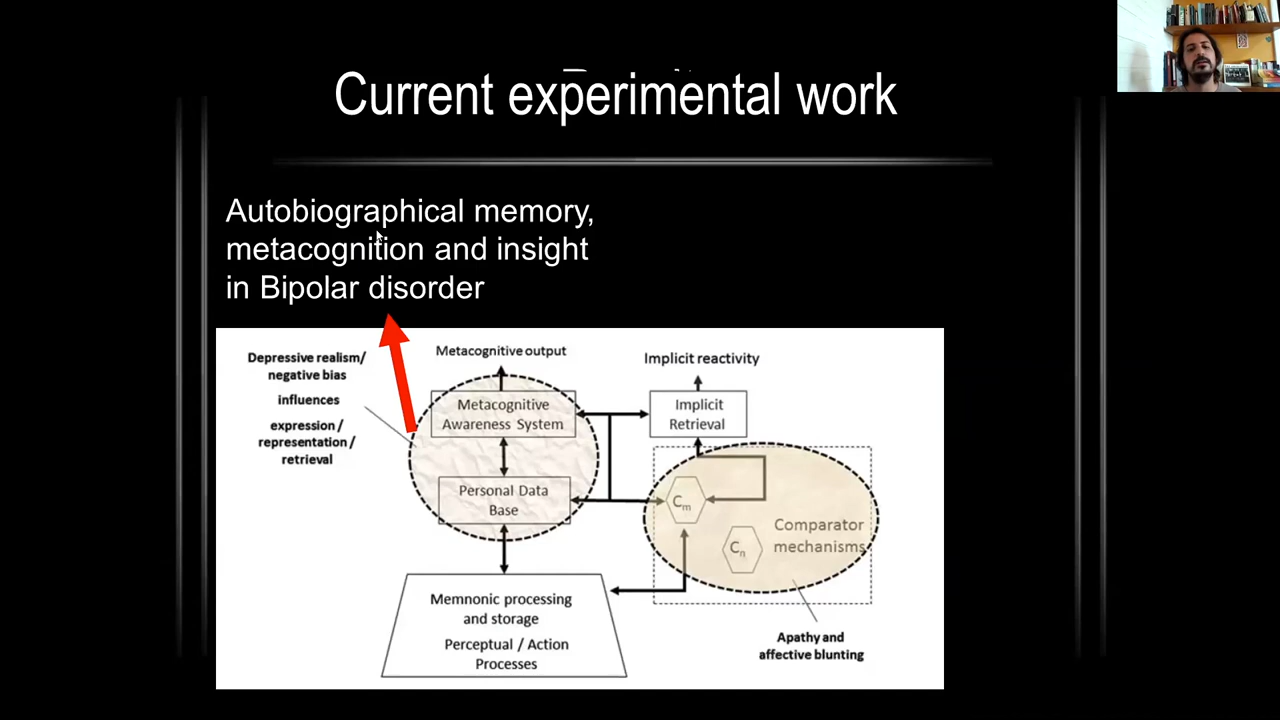 Current experimental work
Autobiographical memory,
metacognition and insight
in Bipolar disorder
Depressive realism/
negative bias
influences
expression /
representation /
retrieval
Metacognitive output
Metacognitive
Awareness System
Personal Data
Base
Memnonic processing
and storage
Perceptual / Action
Processes
Implicit reactivity
Implicit
Retrieval
Cm
Cn
Comparator
mechanisms
Apathy and
affective blunting